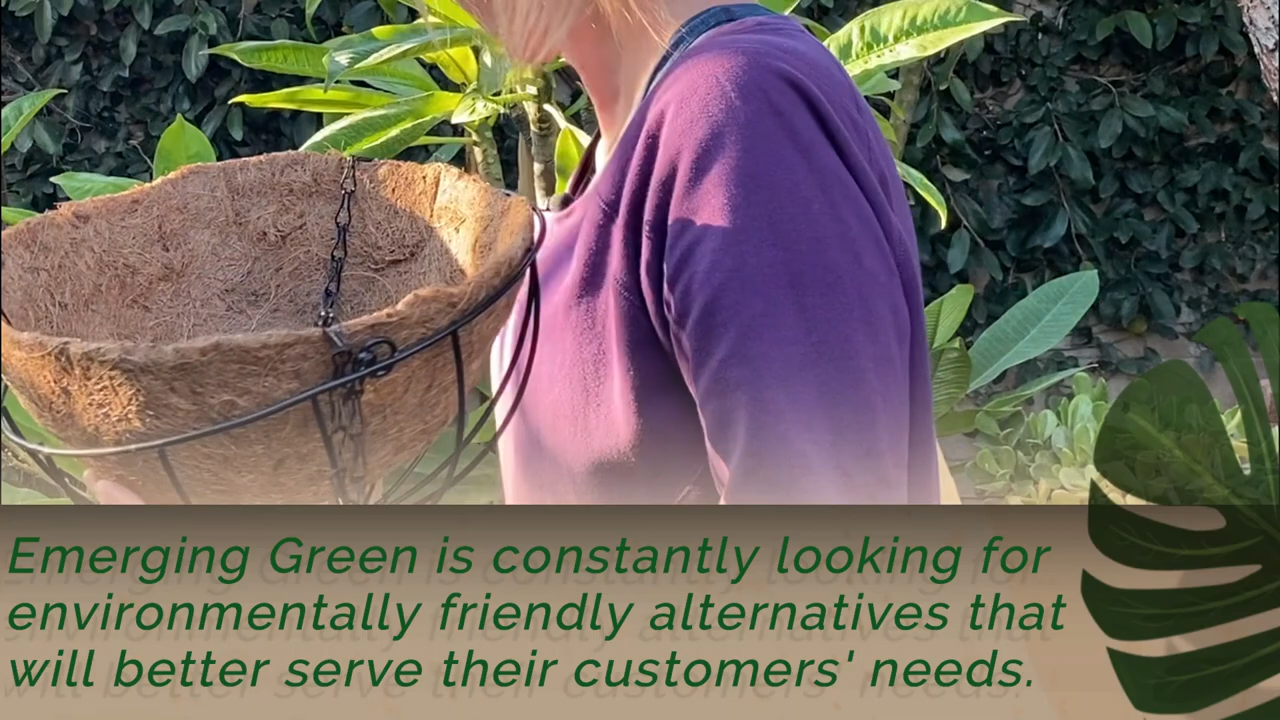 Emerging Green is constantly looking for
environmentally friendly alternatives that
will better serve their customers' needs.